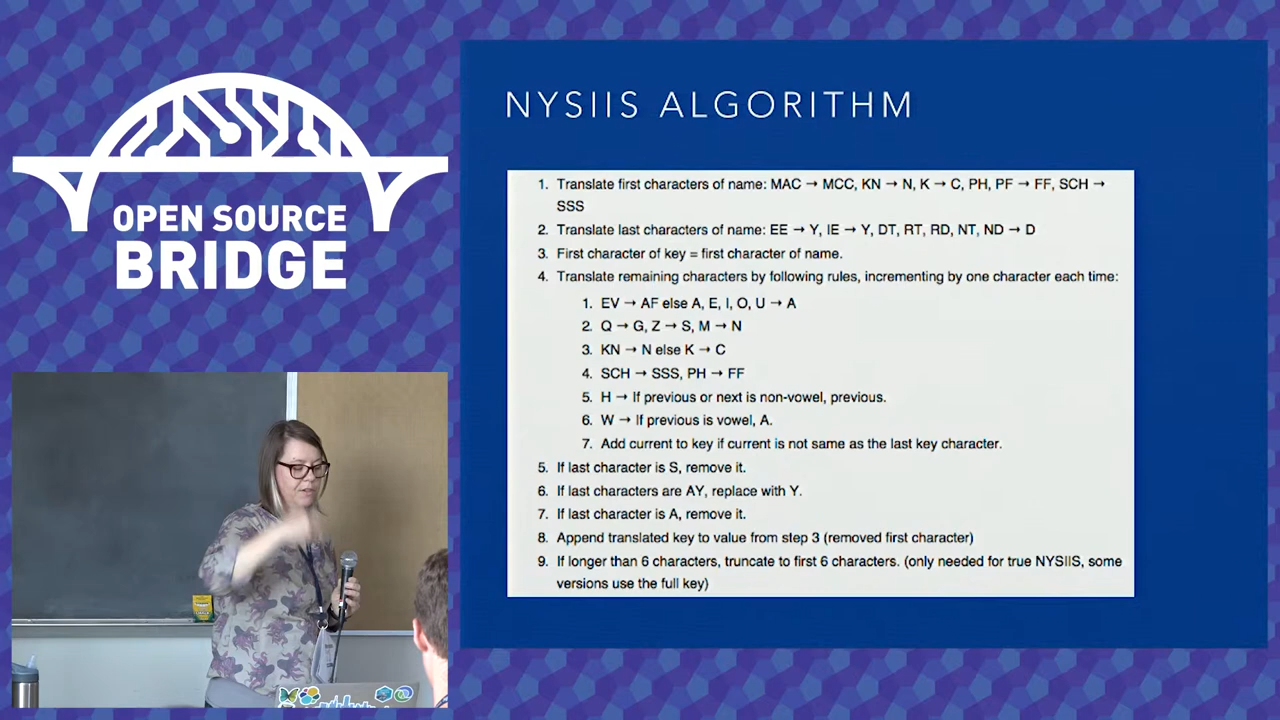 OPEN SOURCE
BRIDGE
NYSIIS ALGORITHM
1. Translate first characters of name: MAC → MCC, KN → N, K → C, PH, PF → FF, SCH →
SSS
2. Translate last characters of name: EE → Y, IE → Y, DT, RT, RD, NT, ND → D
3. First character of key = first character of name.
4. Translate remaining characters by following rules, incrementing by one character each time:
1. EV → AF else A, E, I, O, U → A
2. Q → G, Z → S, M → N
3. KN → N else K → C
4. SCH → SSS, PH → FF
5. H → If previous or next is non-vowel, previous.
6. W → If previous is vowel, A.
7. Add current to key if current is not same as the last key character.
5. If last character is S, remove it.
6. If last characters are AY, replace with Y.
7. If last character is A, remove it.
8. Append translated key to value from step 3 (removed first character)
9. If longer than 6 characters, truncate to first 6 characters. (only needed for true NYSIIS, some
versions use the full key)